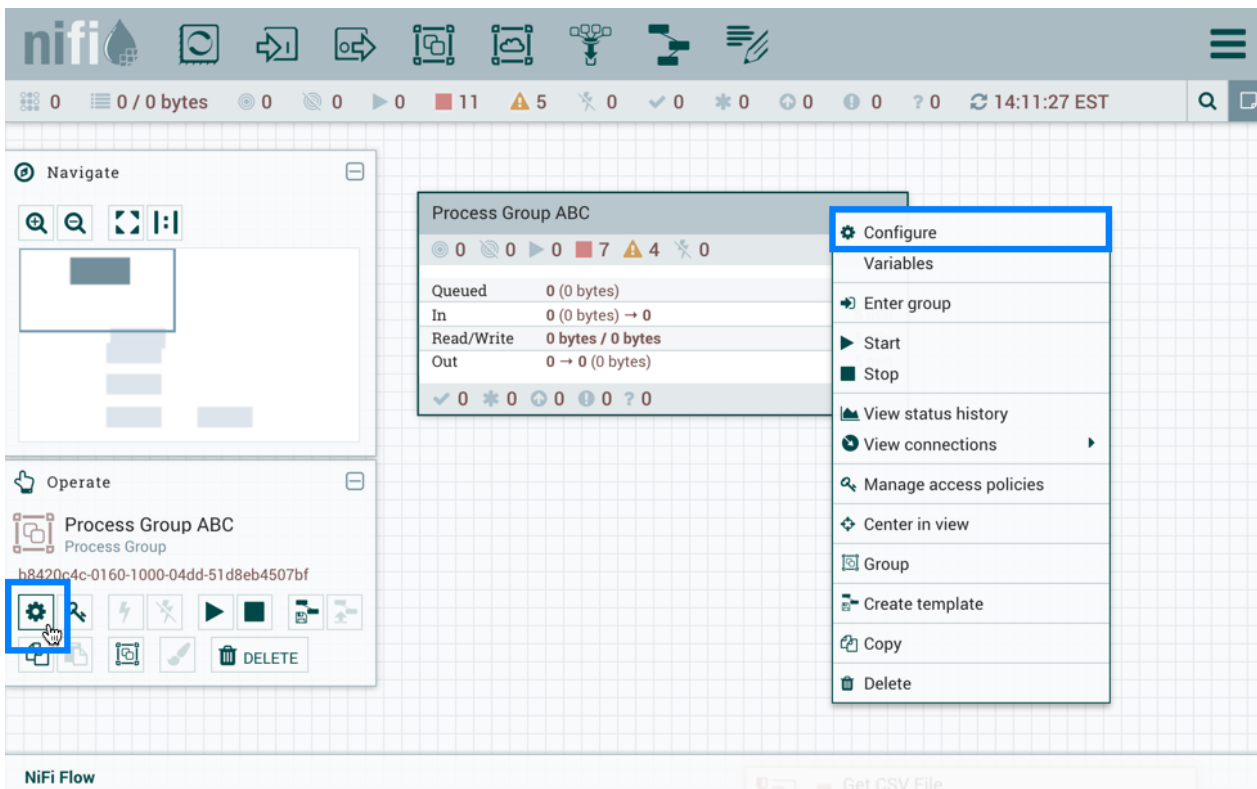 nifi
0 0 / 0 bytes 0 0 0 11 5 0 0 0 0 0 ? 0 14:11:27 EST
Navigate
Operate
Process Group ABC
Process Group
b8420c4c-0160-1000-04dd-51d8eb4507bf
DELETE
Process Group ABC
0 0 0 7 4 0
Queued 0 (0 bytes)
In 0 (0 bytes) → 0
Read/Write 0 bytes / 0 bytes
Out 0 → 0 (0 bytes)
0 0 0 0 ? 0
Configure
Variables
Enter group
Start
Stop
View status history
View connections
Manage access policies
Center in view
Group
Create template
Copy
Delete
NiFi Flow
Get CSV File